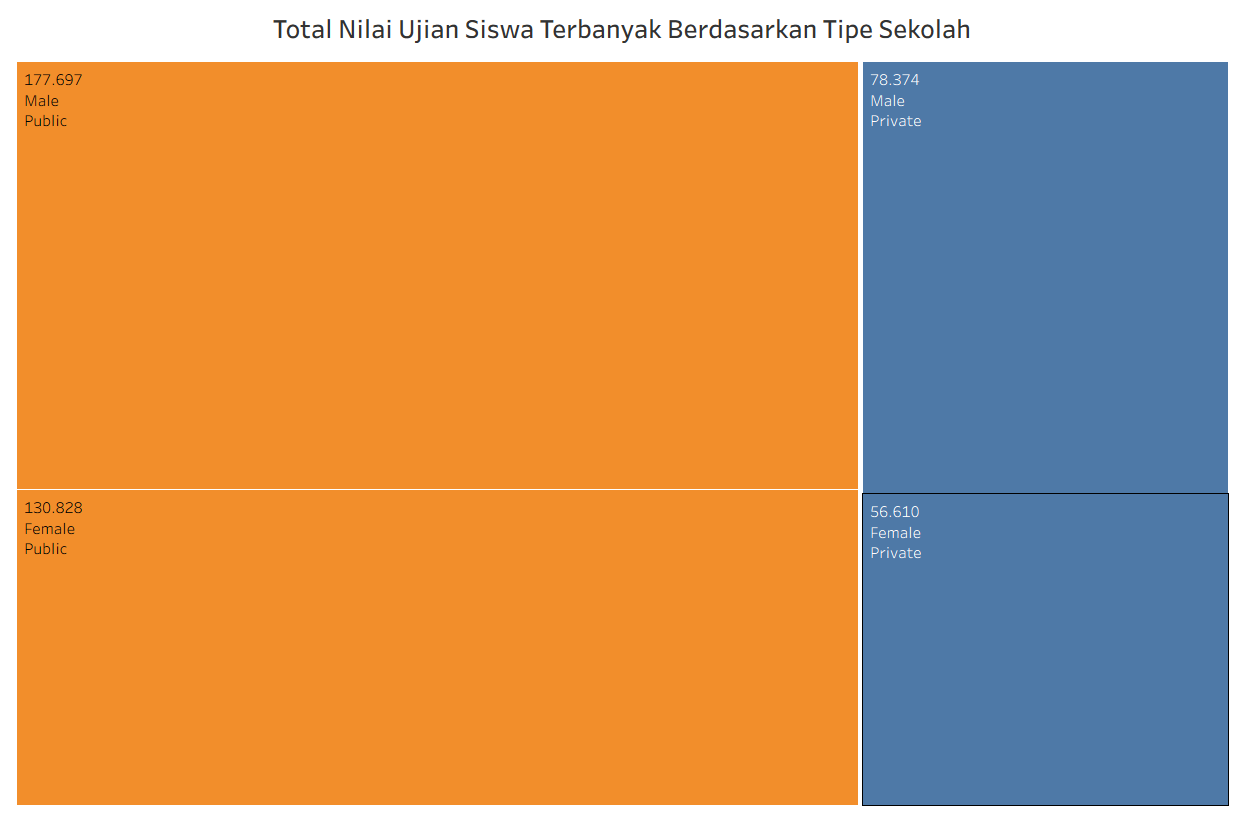 Total Nilai Ujian Siswa Terbanyak Berdasarkan Tipe Sekolah
177.697
Male
Public
130.828
Female
Public
78.374
Male
Private
56.610
Female
Private